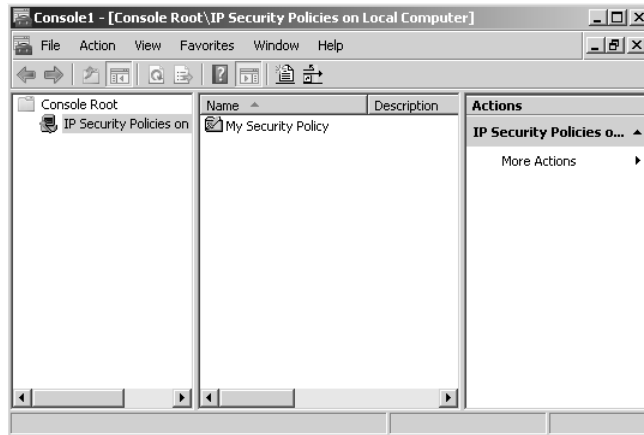 Console1 - [Console Root\IP Security Policies on Local Computer]
File Action View Favorites Window Help
Console Root
IP Security Policies on
Name Description
My Security Policy
Actions
IP Security Policies o...
More Actions